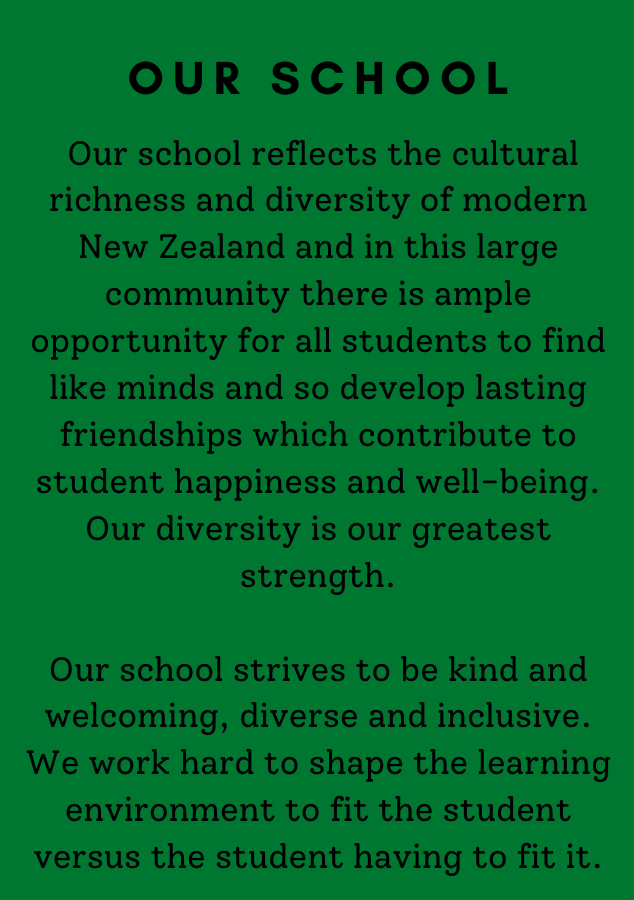 OUR SCHOOL
Our school reflects the cultural
richness and diversity of modern
New Zealand and in this large
community there is ample
opportunity for all students to find
like minds and so develop lasting
friendships which contribute to
student happiness and well-being.
Our diversity is our greatest
strength.
Our school strives to be kind and
welcoming, diverse and inclusive.
We work hard to shape the learning
environment to fit the student
versus the student having to fit it.